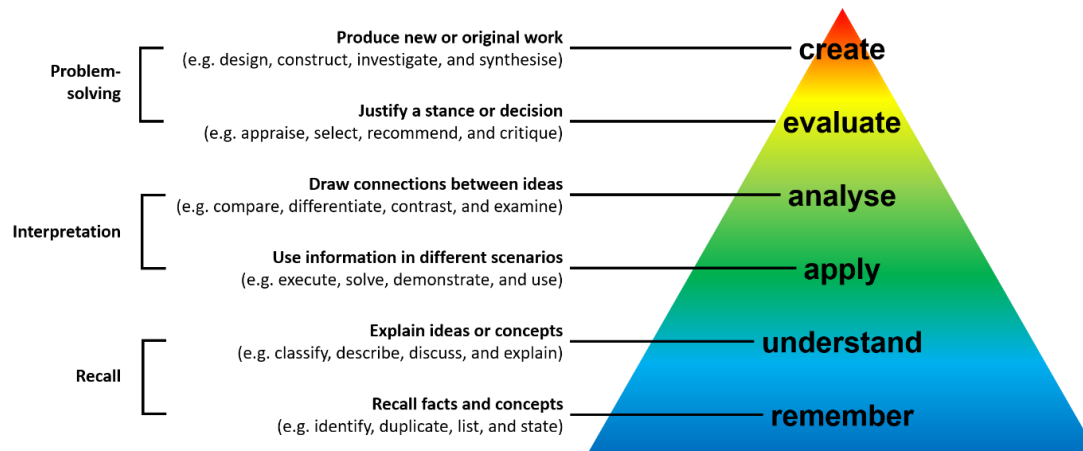 Problem-
solving
Produce new or original work
(e.g. design, construct, investigate, and synthesise)
create
Justify a stance or decision
(e.g. appraise, select, recommend, and critique)
evaluate
Interpretation
Draw connections between ideas
(e.g. compare, differentiate, contrast, and examine)
analyse
Use information in different scenarios
(e.g. execute, solve, demonstrate, and use)
apply
Recall
Explain ideas or concepts
(e.g. classify, describe, discuss, and explain)
understand
Recall facts and concepts
(e.g. identify, duplicate, list, and state)
remember